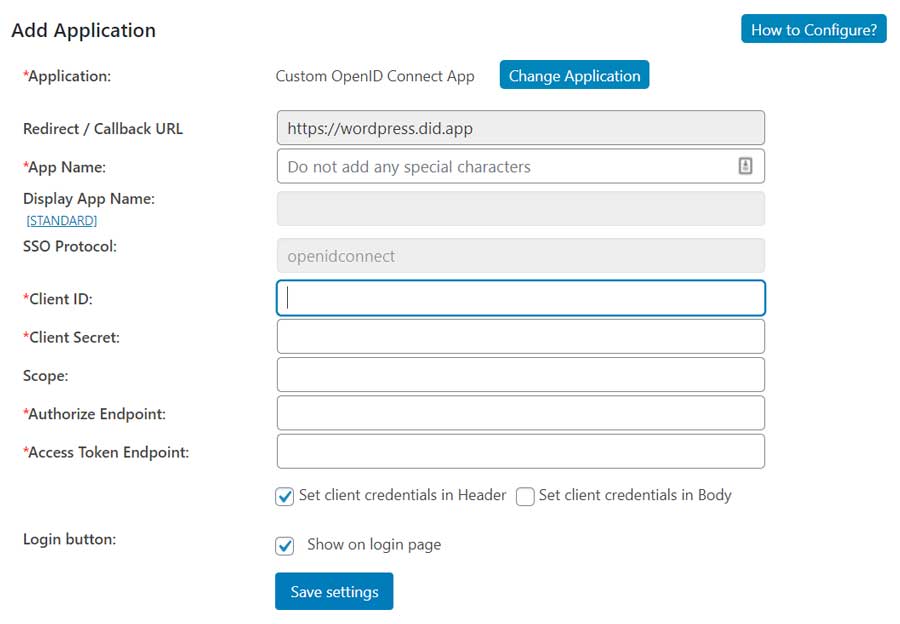 Add Application
How to Configure?
*Application:
Custom OpenID Connect App
Change Application
Redirect / Callback URL
https://wordpress.did.app
*App Name:
Do not add any special characters
Display App Name:
[STANDARD]
SSO Protocol:
openidconnect
*Client ID:
*Client Secret:
Scope:
*Authorize Endpoint:
*Access Token Endpoint:
Set client credentials in Header
Set client credentials in Body
Login button:
Show on login page
Save settings